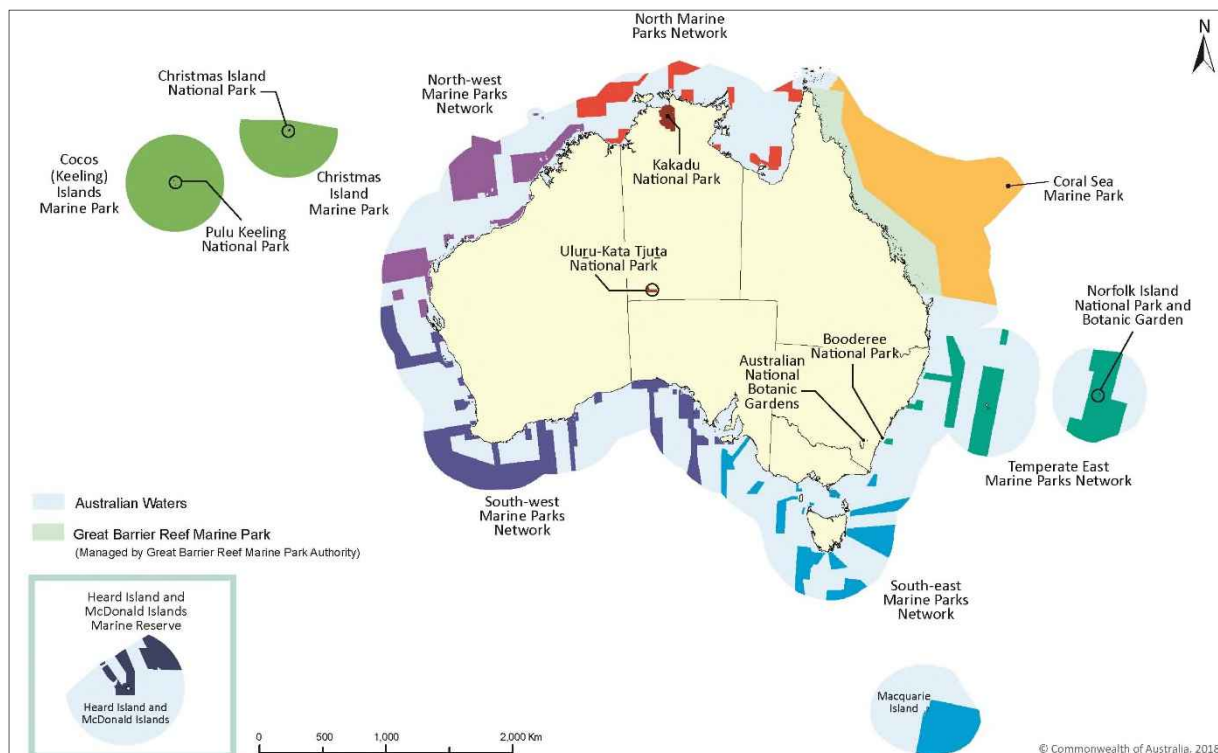 North Marine
Parks Network
N
Christmas Island
National Park
North-west
Marine Parks
Network
Cocos
(Keeling)
Islands
Marine Park
Christmas
Island
Marine Park
Pulu Keeling
National Park
Kakadu
National Park
Coral Sea
Marine Park
Uluṟu-Kata Tjuṯa
National Park
Norfolk Island
National Park and
Botanic Garden
Booderee
National Park
Australian
National
Botanic
Gardens
Temperate East
Marine Parks Network
South-west
Marine Parks
Network
South-east
Marine Parks
Network
Australian Waters
Great Barrier Reef Marine Park
(Managed by Great Barrier Reef Marine Park Authority)
Heard Island and
McDonald Islands
Marine Reserve
Heard Island and
McDonald Islands
Macquarie
Island
0 500 1,000 2,000 Km
© Commonwealth of Australia, 2018